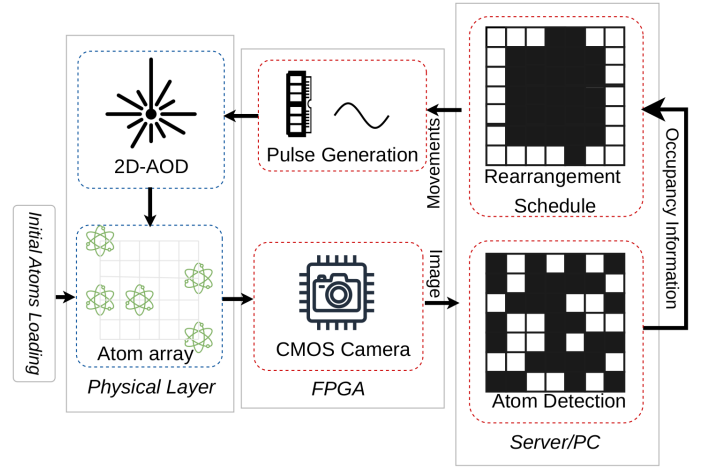 2D-AOD
Pulse Generation
Movements
Rearrangement
Schedule
Occupancy Information
Initial Atoms Loading
Atom array
Physical Layer
CMOS Camera
FPGA
Image
Atom Detection
Server/PC